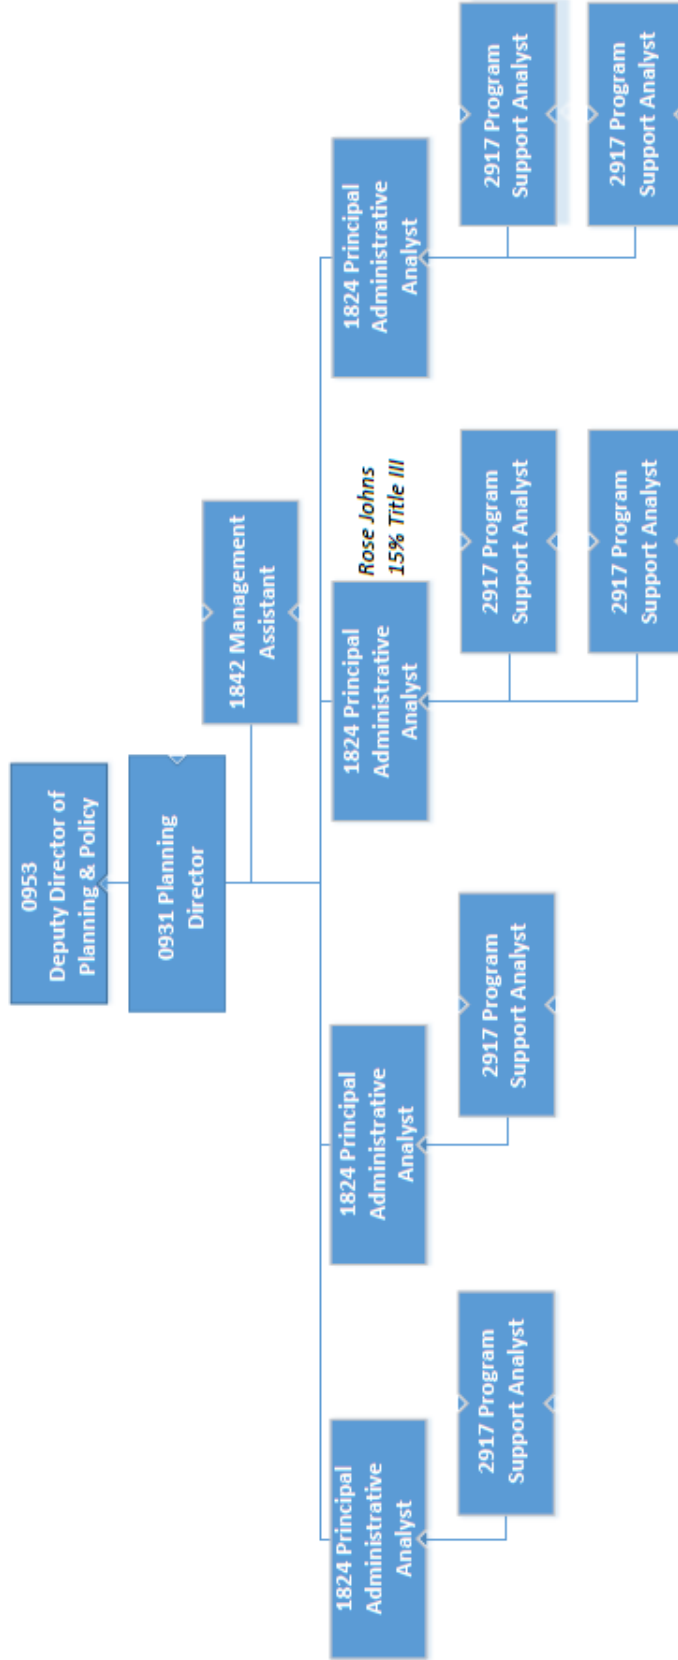 0953
Deputy Director of
Planning & Policy
0931 Planning
Director
1842 Management
Assistant
1824 Principal
Administrative
Analyst
1824 Principal
Administrative
Analyst
1824 Principal
Administrative
Analyst
Rose Johns
15% Title III
1824 Principal
Administrative
Analyst
2917 Program
Support Analyst
2917 Program
Support Analyst
2917 Program
Support Analyst
2917 Program
Support Analyst
2917 Program
Support Analyst
2917 Program
Support Analyst